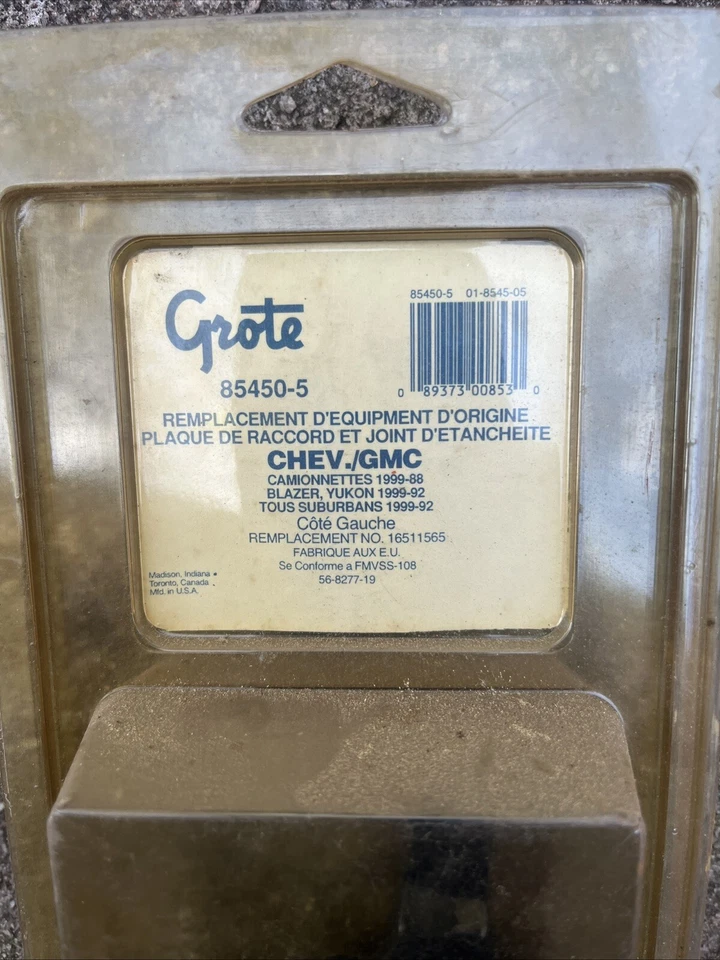 Grote
85450-5 01-8545-05
0 89373 00853 0
85450-5
REMPLACEMENT D'EQUIPMENT D'ORIGINE
PLAQUE DE RACCORD ET JOINT D'ETANCHEITE
CHEV./GMC
CAMIONNETTES 1999-88
BLAZER, YUKON 1999-92
TOUS SUBURBANS 1999-92
Côté Gauche
REMPLACEMENT NO. 16511565
FABRIQUE AUX E.U.
Se Conforme a FMVSS-108
56-8277-19
Madison, Indiana •
Toronto, Canada
Mfd. in U.S.A.